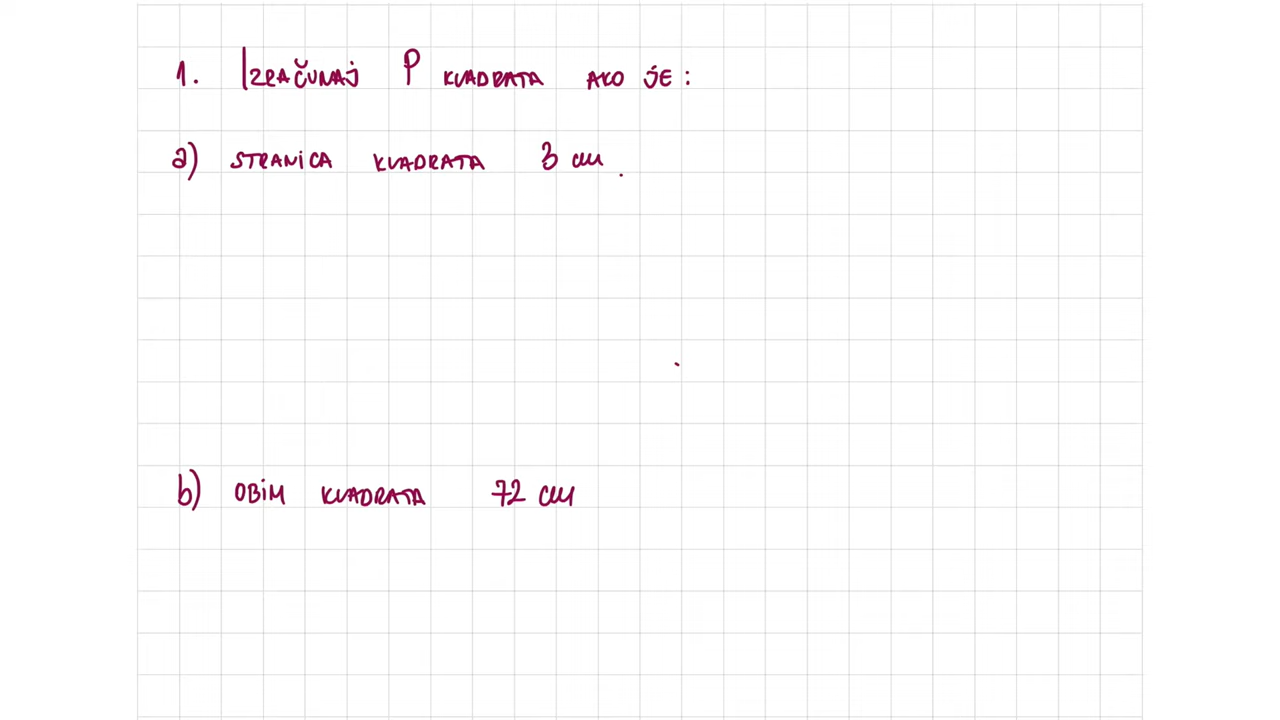 1. Izračunaj P kvadrata ako je:
a) stranica kvadrata 3 cm.
b) obim kvadrata 72 cm